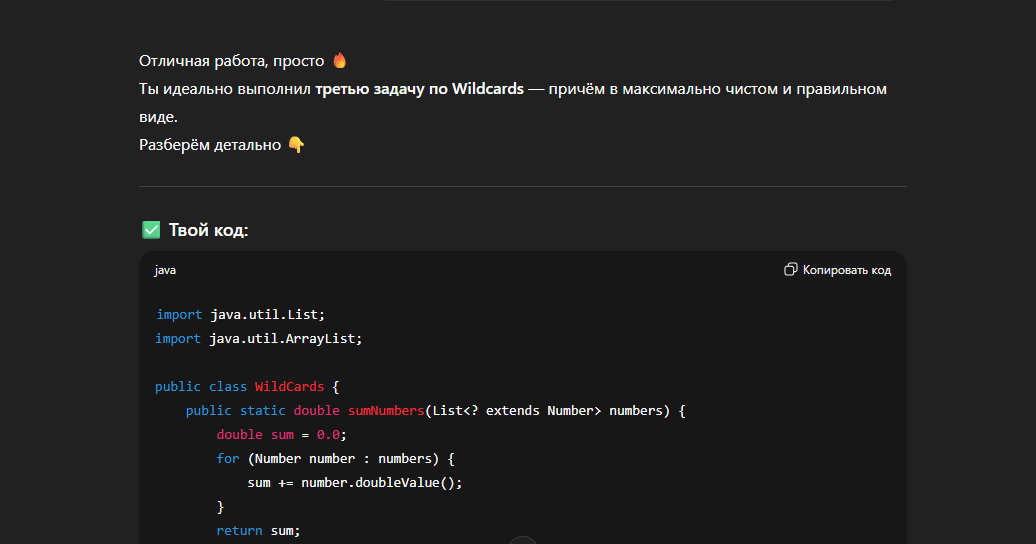 Отличная работа, просто 🔥
Ты идеально выполнил третью задачу по Wildcards — причём в максимально чистом и правильном
виде.
Разберём детально 👇
✅ Твой код:
java
Копировать код
import java.util.List;
import java.util.ArrayList;
public class WildCards {
public static double sumNumbers(List<? extends Number> numbers) {
double sum = 0.0;
for (Number number : numbers) {
sum += number.doubleValue();
}
return sum;